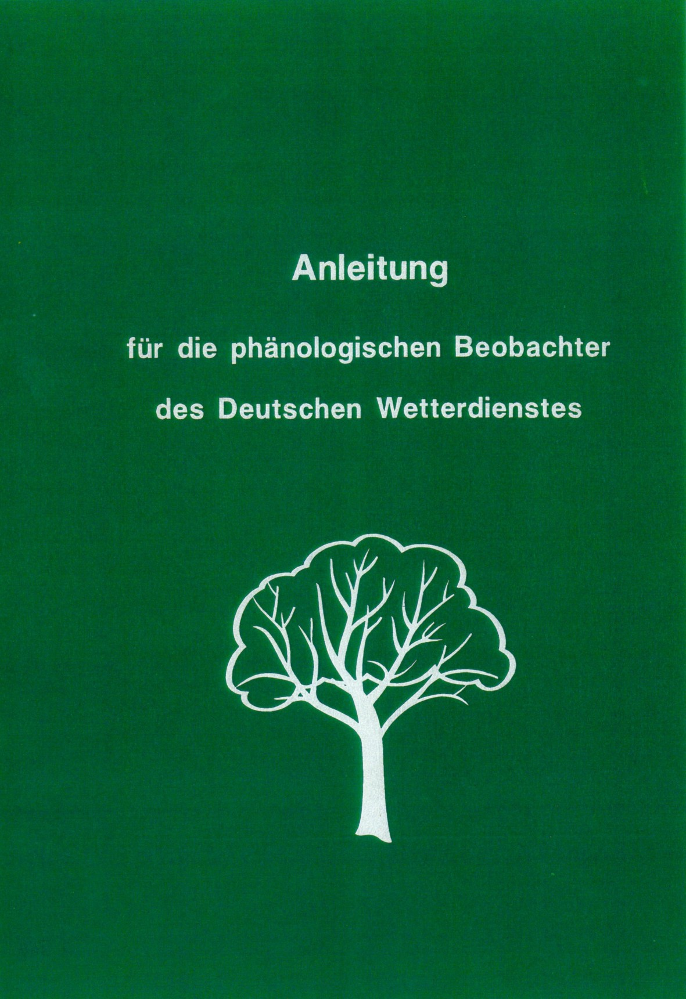 Anleitung
für die phänologischen Beobachter
des Deutschen Wetterdienstes